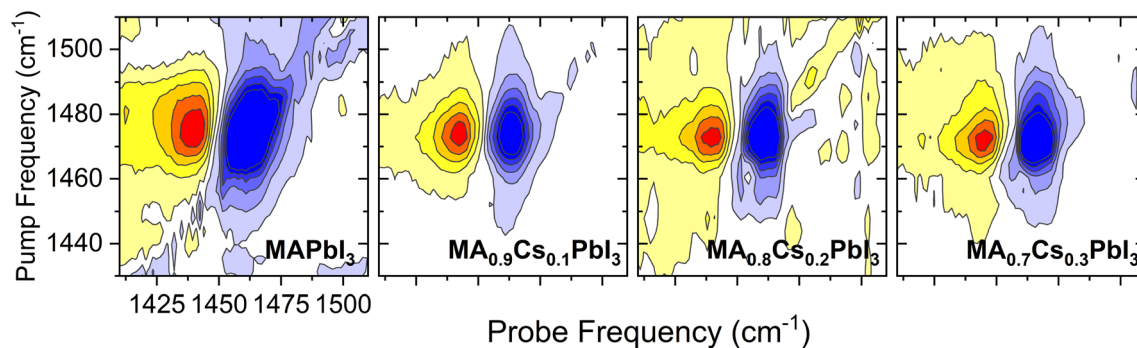 Pump Frequency (cm⁻¹)
1500
1480
1460
1440
MAPbI₃
MA₀.₉Cs₀.₁PbI₃
MA₀.₈Cs₀.₂PbI₃
MA₀.₇Cs₀.₃PbI₃
1425 1450 1475 1500
Probe Frequency (cm⁻¹)